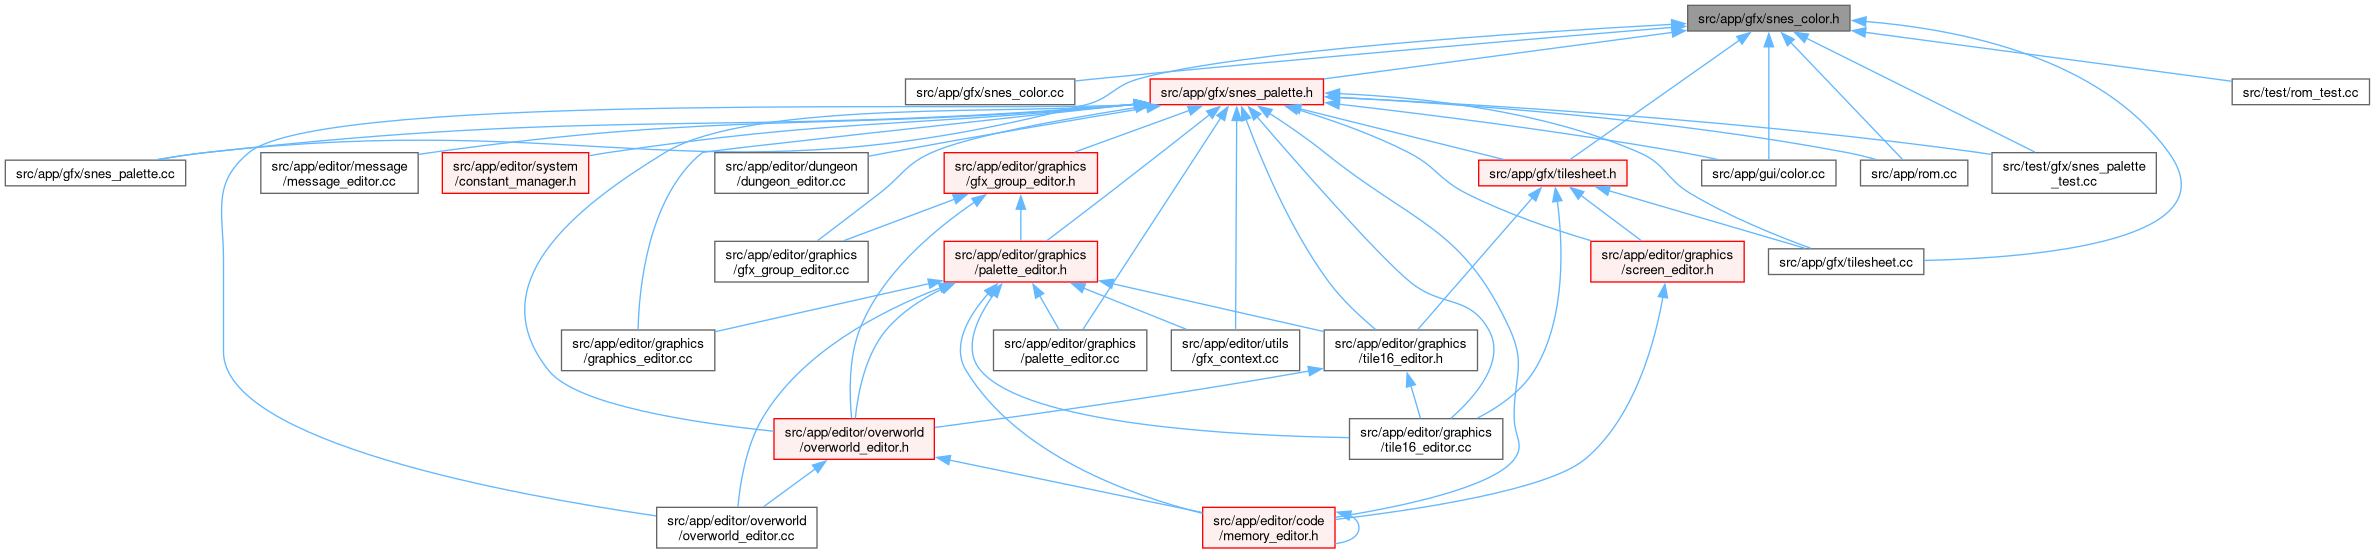 src/app/gfx/snes_color.h
src/app/gfx/snes_color.cc
src/app/gfx/snes_palette.h
src/test/rom_test.cc
src/app/gfx/snes_palette.cc
src/app/editor/message
/message_editor.cc
src/app/editor/system
/constant_manager.h
src/app/editor/dungeon
/dungeon_editor.cc
src/app/editor/graphics
/gfx_group_editor.h
src/app/gfx/tilesheet.h
src/app/gui/color.cc
src/app/rom.cc
src/test/gfx/snes_palette
_test.cc
src/app/editor/graphics
/gfx_group_editor.cc
src/app/editor/graphics
/palette_editor.h
src/app/editor/graphics
/screen_editor.h
src/app/gfx/tilesheet.cc
src/app/editor/graphics
/graphics_editor.cc
src/app/editor/graphics
/palette_editor.cc
src/app/editor/utils
/gfx_context.cc
src/app/editor/graphics
/tile16_editor.h
src/app/editor/overworld
/overworld_editor.h
src/app/editor/graphics
/tile16_editor.cc
src/app/editor/overworld
/overworld_editor.cc
src/app/editor/code
/memory_editor.h